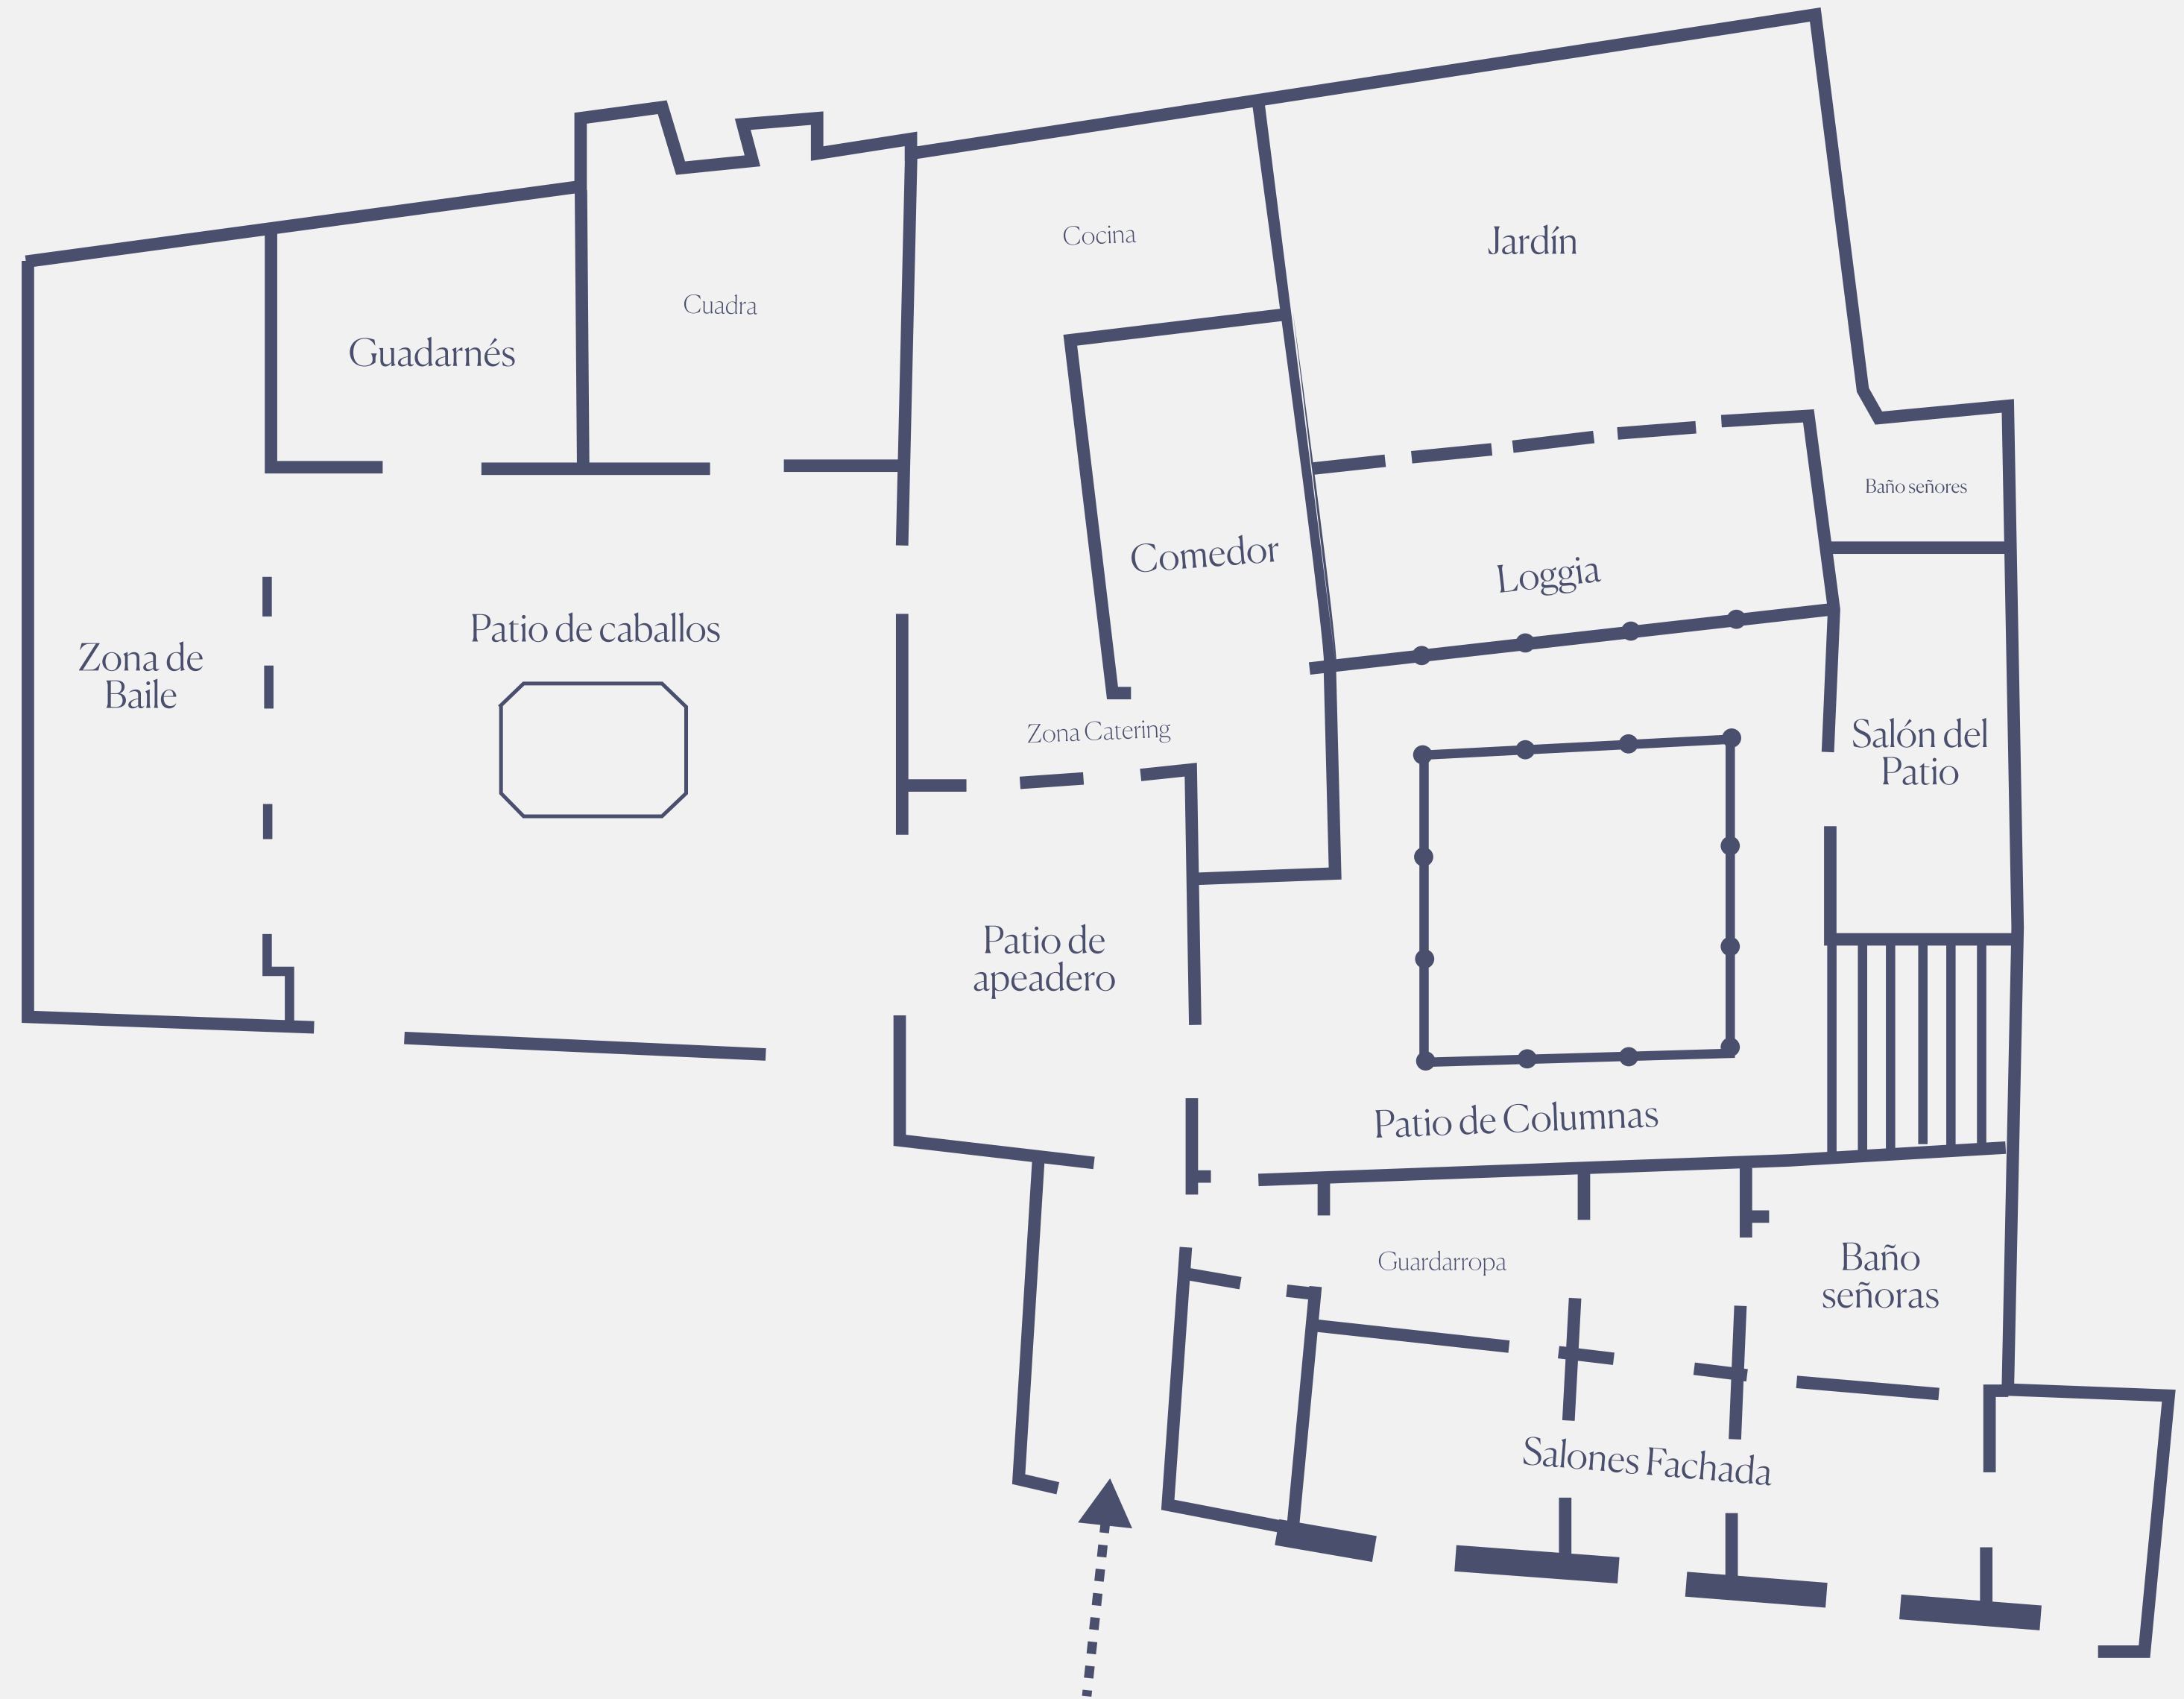 Cocina
Jardín
Cuadra
Guadarnés
Baño señores
Comedor
Loggia
Patio de caballos
Zona de
Baile
Zona Catering
Salón del
Patio
Patio de
apeadero
Patio de Columnas
Guardarropa
Baño
señoras
Salones Fachada